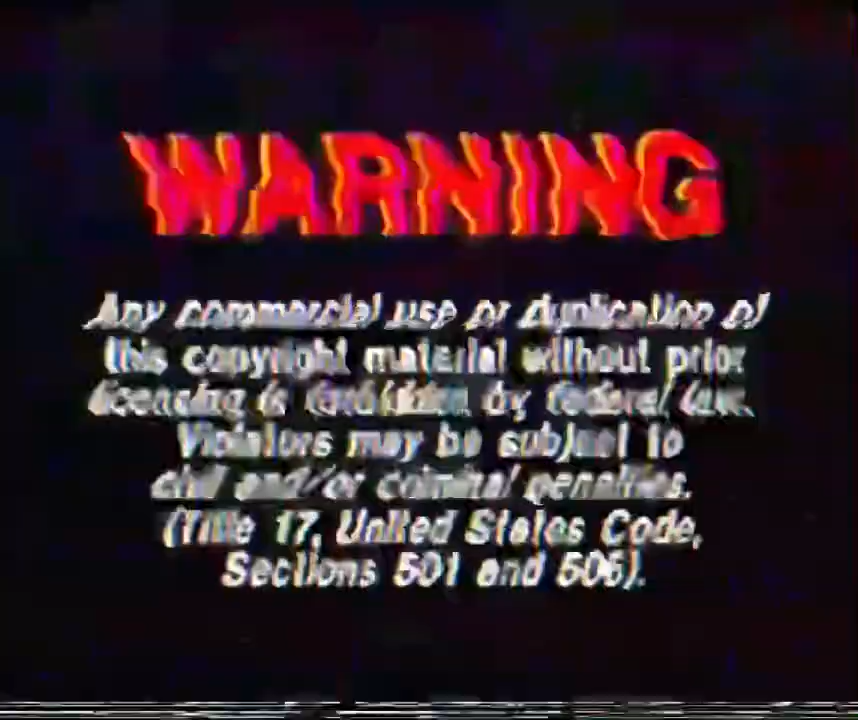 WARNING
Any commercial use or duplication of
this copyright material without prior
licensing is forbidden by federal law.
Violators may be subject to
civil and/or criminal penalties.
(Title 17, United States Code,
Sections 501 and 506).